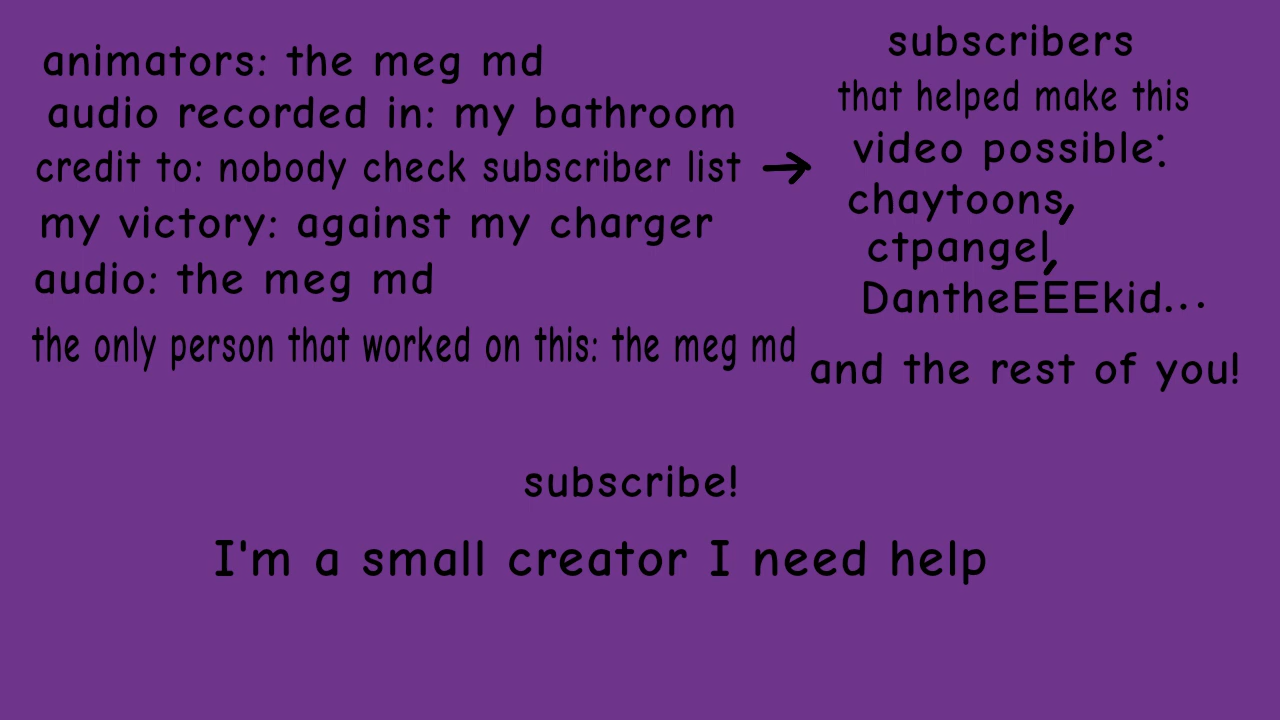 animators: the meg md
audio recorded in: my bathroom
credit to: nobody check subscriber list →
my victory: against my charger
audio: the meg md
the only person that worked on this: the meg md
subscribers
that helped make this
video possible:
chaytoons,
ctpangel,
DantheEEEkid...
and the rest of you!
subscribe!
I'm a small creator I need help